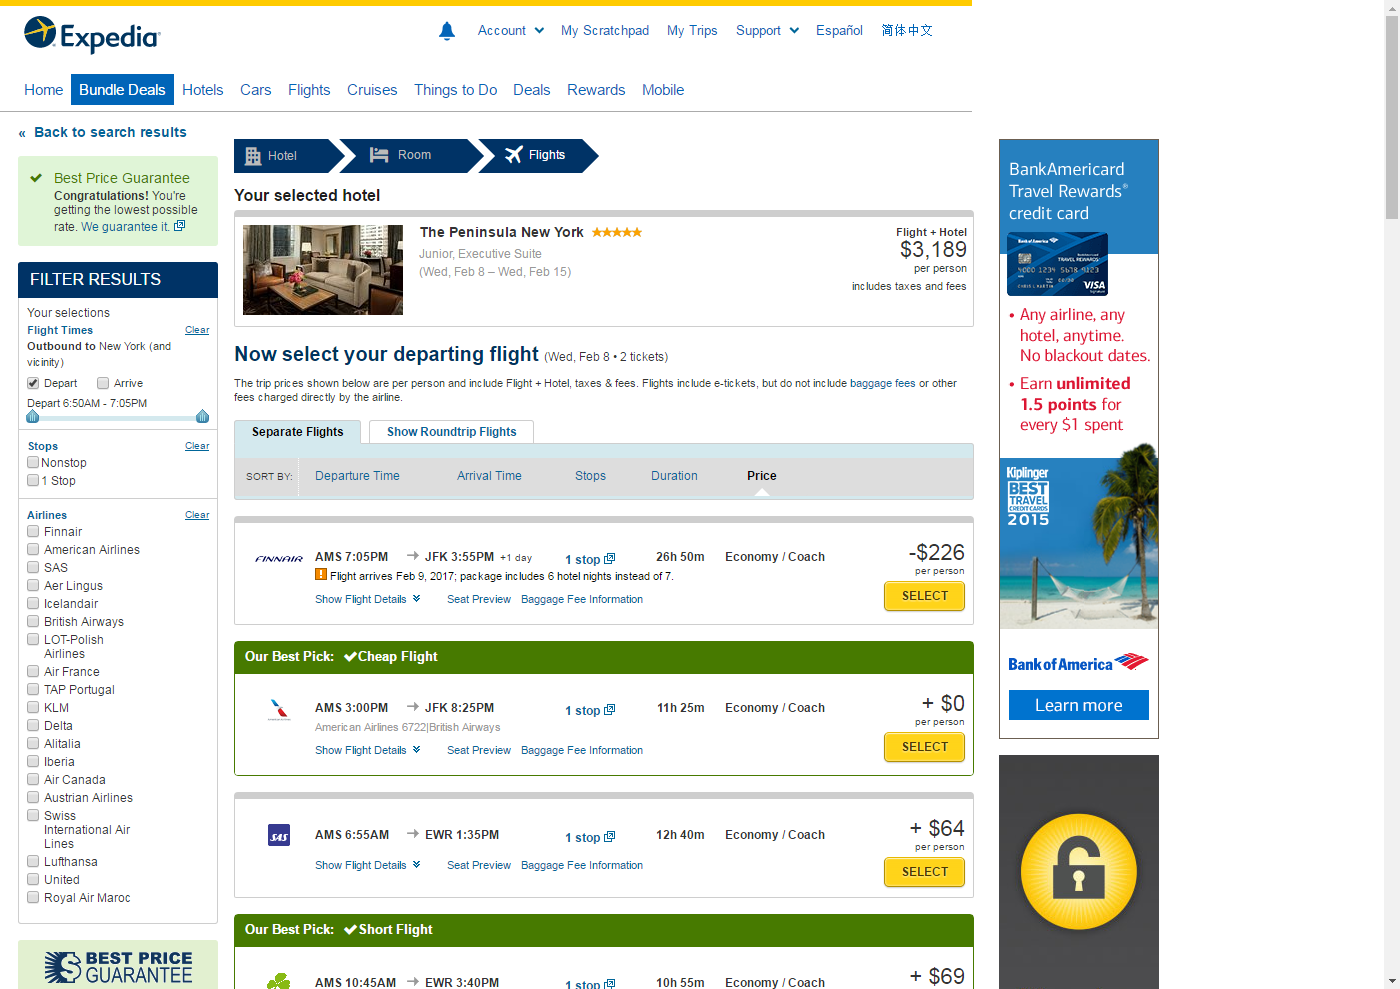 Expedia
Account
My Scratchpad
My Trips
Support
Español
简体中文
Home
Bundle Deals
Hotels
Cars
Flights
Cruises
Things to Do
Deals
Rewards
Mobile
« Back to search results
Best Price Guarantee
Congratulations! You're
getting the lowest possible
rate. We guarantee it.
FILTER RESULTS
Your selections
Flight Times Clear
Outbound to New York (and
vicinity)
Depart Arrive
Depart 6:50AM - 7:05PM
Stops Clear
Nonstop
1 Stop
Airlines Clear
Finnair
American Airlines
SAS
Aer Lingus
Icelandair
British Airways
LOT-Polish
Airlines
Air France
TAP Portugal
KLM
Delta
Alitalia
Iberia
Air Canada
Austrian Airlines
Swiss
International Air
Lines
Lufthansa
United
Royal Air Maroc
BEST PRICE
GUARANTEE
Hotel
Room
Flights
Your selected hotel
The Peninsula New York
Junior, Executive Suite
(Wed, Feb 8 – Wed, Feb 15)
Flight + Hotel
$3,189
per person
includes taxes and fees
Now select your departing flight (Wed, Feb 8 • 2 tickets)
The trip prices shown below are per person and include Flight + Hotel, taxes & fees. Flights include e-tickets, but do not include baggage fees or other
fees charged directly by the airline.
Separate Flights
Show Roundtrip Flights
SORT BY: Departure Time Arrival Time Stops Duration Price
FINNAIR AMS 7:05PM JFK 3:55PM +1 day 1 stop 26h 50m Economy / Coach -$226
per person
Flight arrives Feb 9, 2017; package includes 6 hotel nights instead of 7.
Show Flight Details Seat Preview Baggage Fee Information
SELECT
Our Best Pick: Cheap Flight
AMS 3:00PM JFK 8:25PM 1 stop 11h 25m Economy / Coach + $0
per person
American Airlines 6722|British Airways
Show Flight Details Seat Preview Baggage Fee Information
SELECT
SAS AMS 6:55AM EWR 1:35PM 1 stop 12h 40m Economy / Coach + $64
per person
Show Flight Details Seat Preview Baggage Fee Information
SELECT
Our Best Pick: Short Flight
AMS 10:45AM EWR 3:40PM 1 stop 10h 55m Economy / Coach + $69
BankAmericard
Travel Rewards®
credit card
Bank of America
TRAVEL REWARDS
4000 1234 5678 9123
CHRIS L MARTIN
VISA
• Any airline, any
hotel, anytime.
No blackout dates.
• Earn unlimited
1.5 points for
every $1 spent
Kiplinger
BEST
TRAVEL
CREDIT CARDS
2015
Bank of America
Learn more